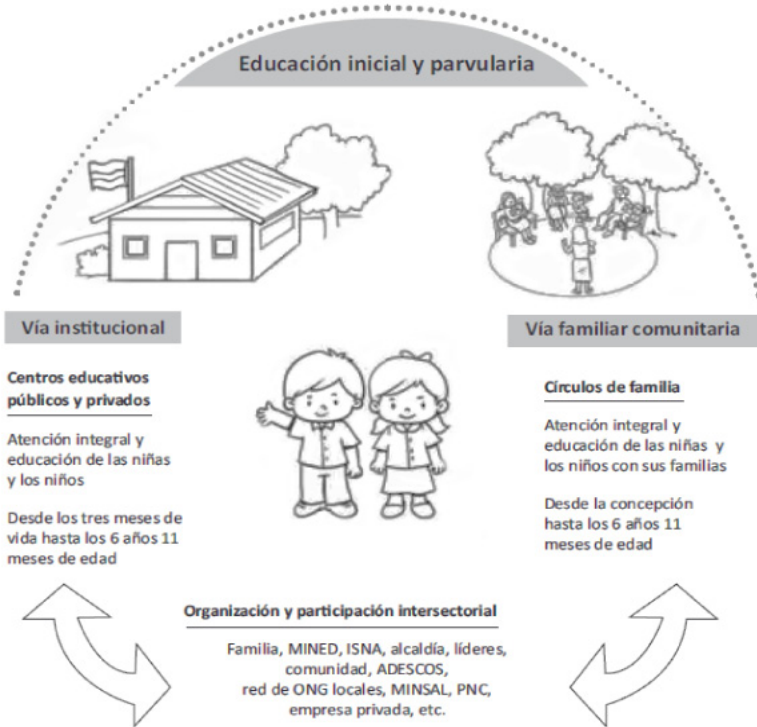 Educación inicial y parvularia
Vía institucional
Centros educativos
públicos y privados
Atención integral y
educación de las niñas
y los niños
Desde los tres meses de
vida hasta los 6 años 11
meses de edad
Vía familiar comunitaria
Círculos de familia
Atención integral y
educación de las niñas y
los niños con sus familias
Desde la concepción
hasta los 6 años 11
meses de edad
Organización y participación intersectorial
Familia, MINED, ISNA, alcaldía, líderes,
comunidad, ADESCOS,
red de ONG locales, MINSAL, PNC,
empresa privada, etc.